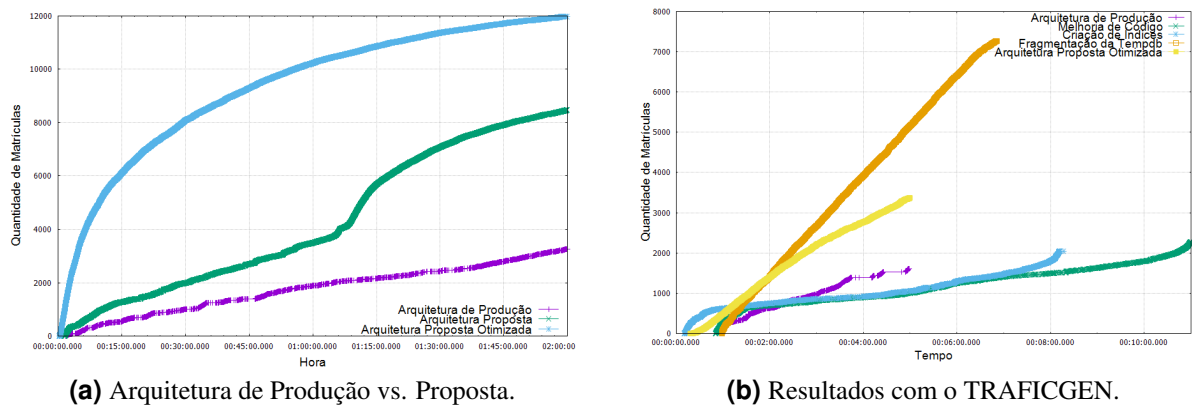 12000
10000
8000
6000
4000
2000
0
Quantidade de Matrículas
00:00:00.000 00:15:00.000 00:30:00.000 00:45:00.000 01:00:00.000 01:15:00.000 01:30:00.000 01:45:00.000 02:00:00
Hora
Arquitetura de Produção
Arquitetura Proposta
Arquitetura Proposta Otimizada
(a) Arquitetura de Produção vs. Proposta.
8000
7000
6000
5000
4000
3000
2000
1000
0
Quantidade de Matrículas
00:00:00.000 00:02:00.000 00:04:00.000 00:06:00.000 00:08:00.000 00:10:00.000
Tempo
Arquitetura de Produção
Melhoria de Código
Criação de Índices
Fragmentação da Tempdb
Arquitetura Proposta Otimizada
(b) Resultados com o TRAFICGEN.